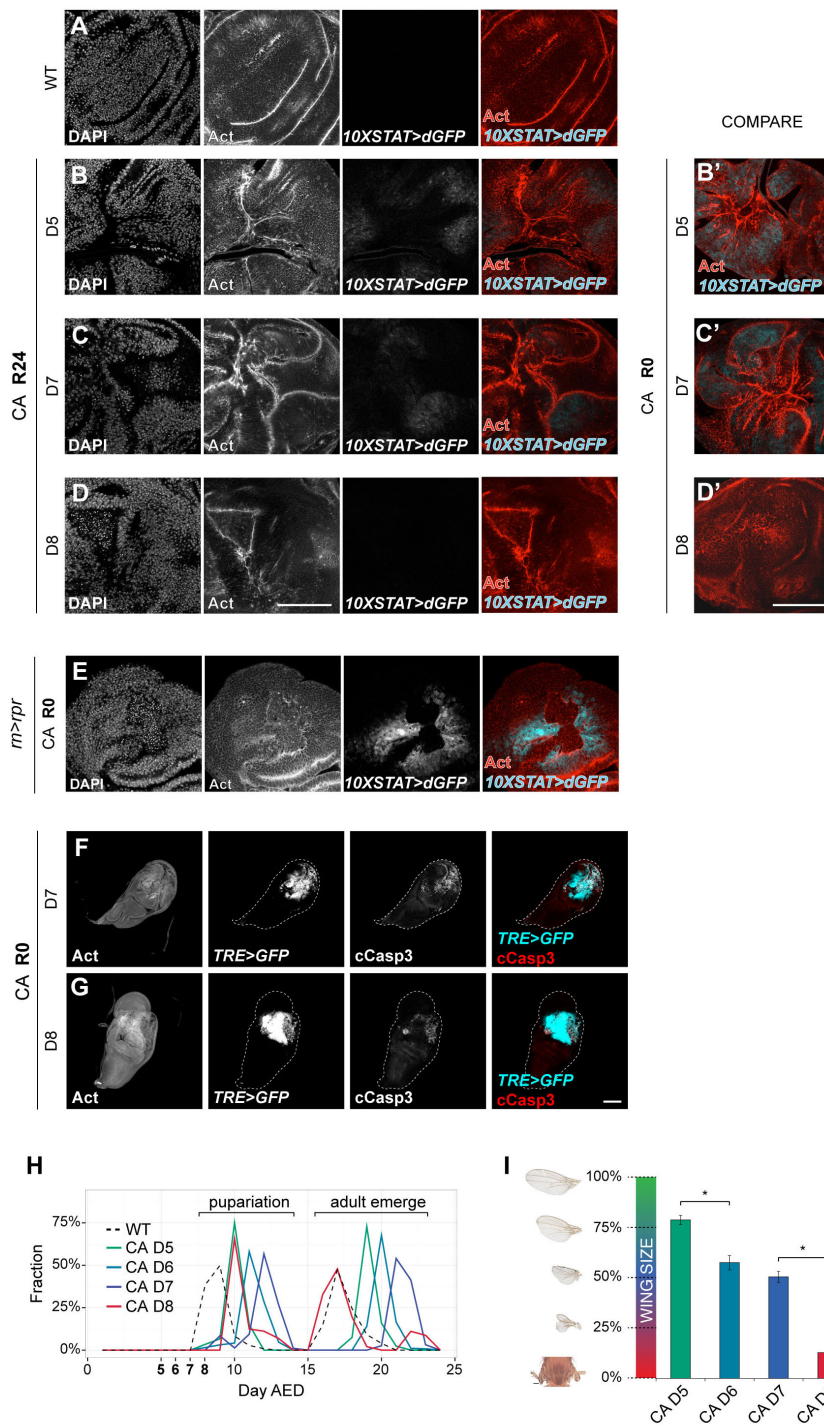 A
WT
DAPI
Act
10XSTAT>dGFP
Act
10XSTAT>dGFP
COMPARE
CA R24
B
D5
DAPI
Act
10XSTAT>dGFP
Act
10XSTAT>dGFP
C
D7
DAPI
Act
10XSTAT>dGFP
Act
10XSTAT>dGFP
D
D8
DAPI
Act
10XSTAT>dGFP
Act
10XSTAT>dGFP
CA R0
B'
D5
Act
10XSTAT>dGFP
C'
D7
D'
D8
rn>rpr
CA R0
E
DAPI
Act
10XSTAT>dGFP
Act
10XSTAT>dGFP
CA R0
F
D7
Act
TRE>GFP
cCasp3
TRE>GFP
cCasp3
G
D8
Act
TRE>GFP
cCasp3
TRE>GFP
cCasp3
H
pupariation
adult emerge
WT
CA D5
CA D6
CA D7
CA D8
Fraction
75%
50%
25%
0%
0
5 6 7 8
10
15
20
25
Day AED
I
WING SIZE
100%
75%
50%
25%
0%
*
*
CA D5
CA D6
CA D7